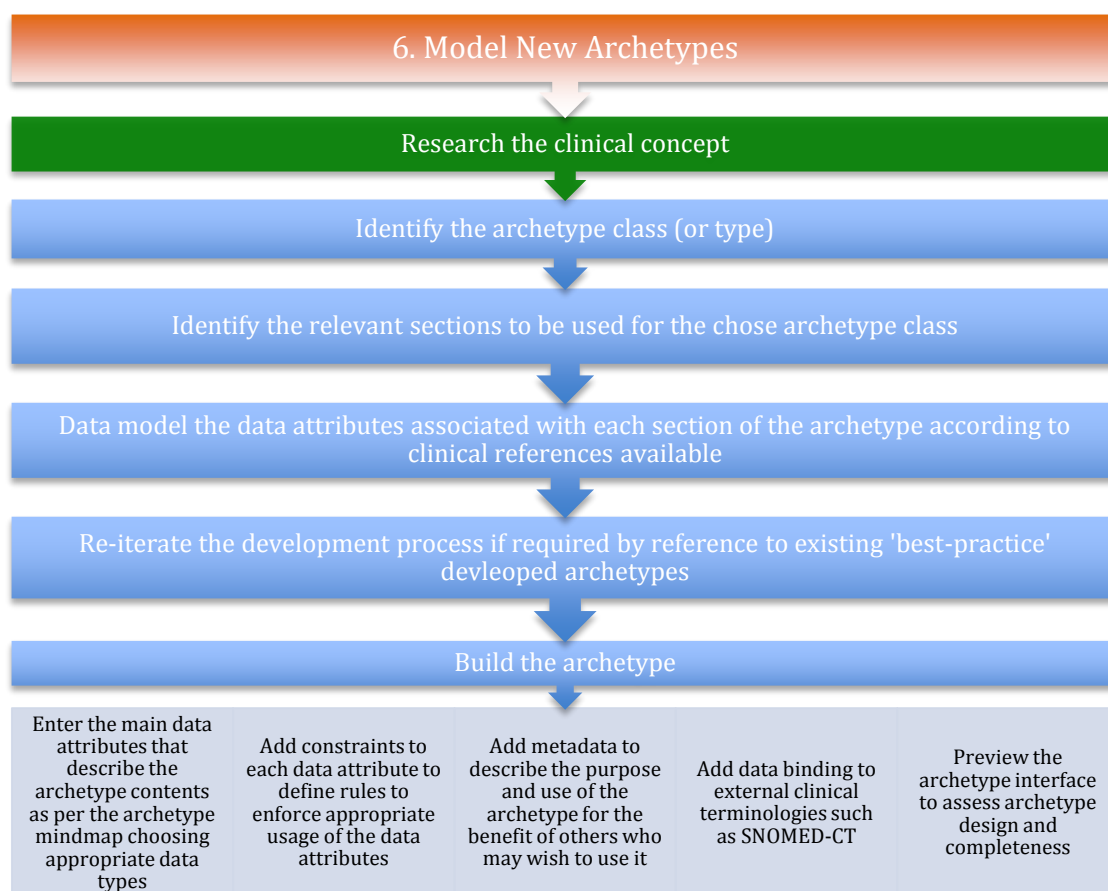 6. Model New Archetypes
Research the clinical concept
Identify the archetype class (or type)
Identify the relevant sections to be used for the chose archetype class
Data model the data attributes associated with each section of the archetype according to
clinical references available
Re-iterate the development process if required by reference to existing 'best-practice'
devleoped archetypes
Build the archetype
Enter the main data
attributes that
describe the
archetype contents
as per the archetype
mindmap choosing
appropriate data
types
Add constraints to
each data attribute to
define rules to
enforce appropriate
usage of the data
attributes
Add metadata to
describe the purpose
and use of the
archetype for the
benefit of others who
may wish to use it
Add data binding to
external clinical
terminologies such
as SNOMED-CT
Preview the
archetype interface
to assess archetype
design and
completeness